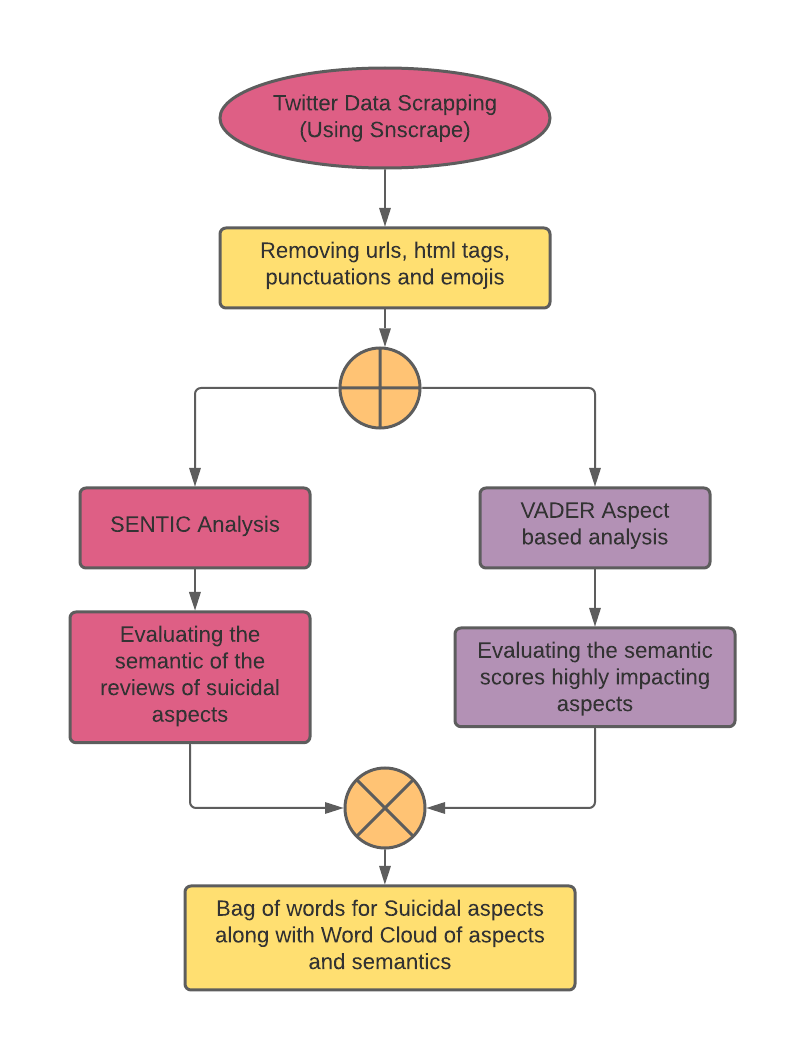 Twitter Data Scrapping
(Using Snscrape)
Removing urls, html tags,
punctuations and emojis
SENTIC Analysis
VADER Aspect
based analysis
Evaluating the
semantic of the
reviews of suicidal
aspects
Evaluating the semantic
scores highly impacting
aspects
Bag of words for Suicidal aspects
along with Word Cloud of aspects
and semantics